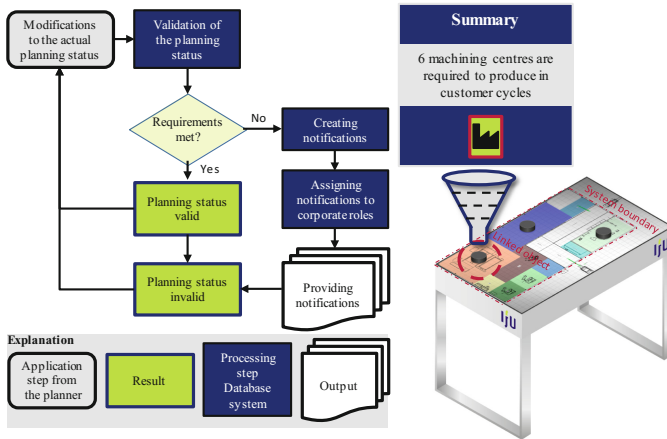 Modifications
to the actual
planning status
Validation of
the planning
status
Requirements
met?
No
Yes
Creating
notifications
Assigning
notifications to
corporate roles
Providing
notifications
Planning status
valid
Planning status
invalid
Explanation
Application
step from
the planner
Result
Processing
step
Database
system
Output
Summary
6 machining centres are
required to produce in
customer cycles
System boundary
Linked object
iju
iju